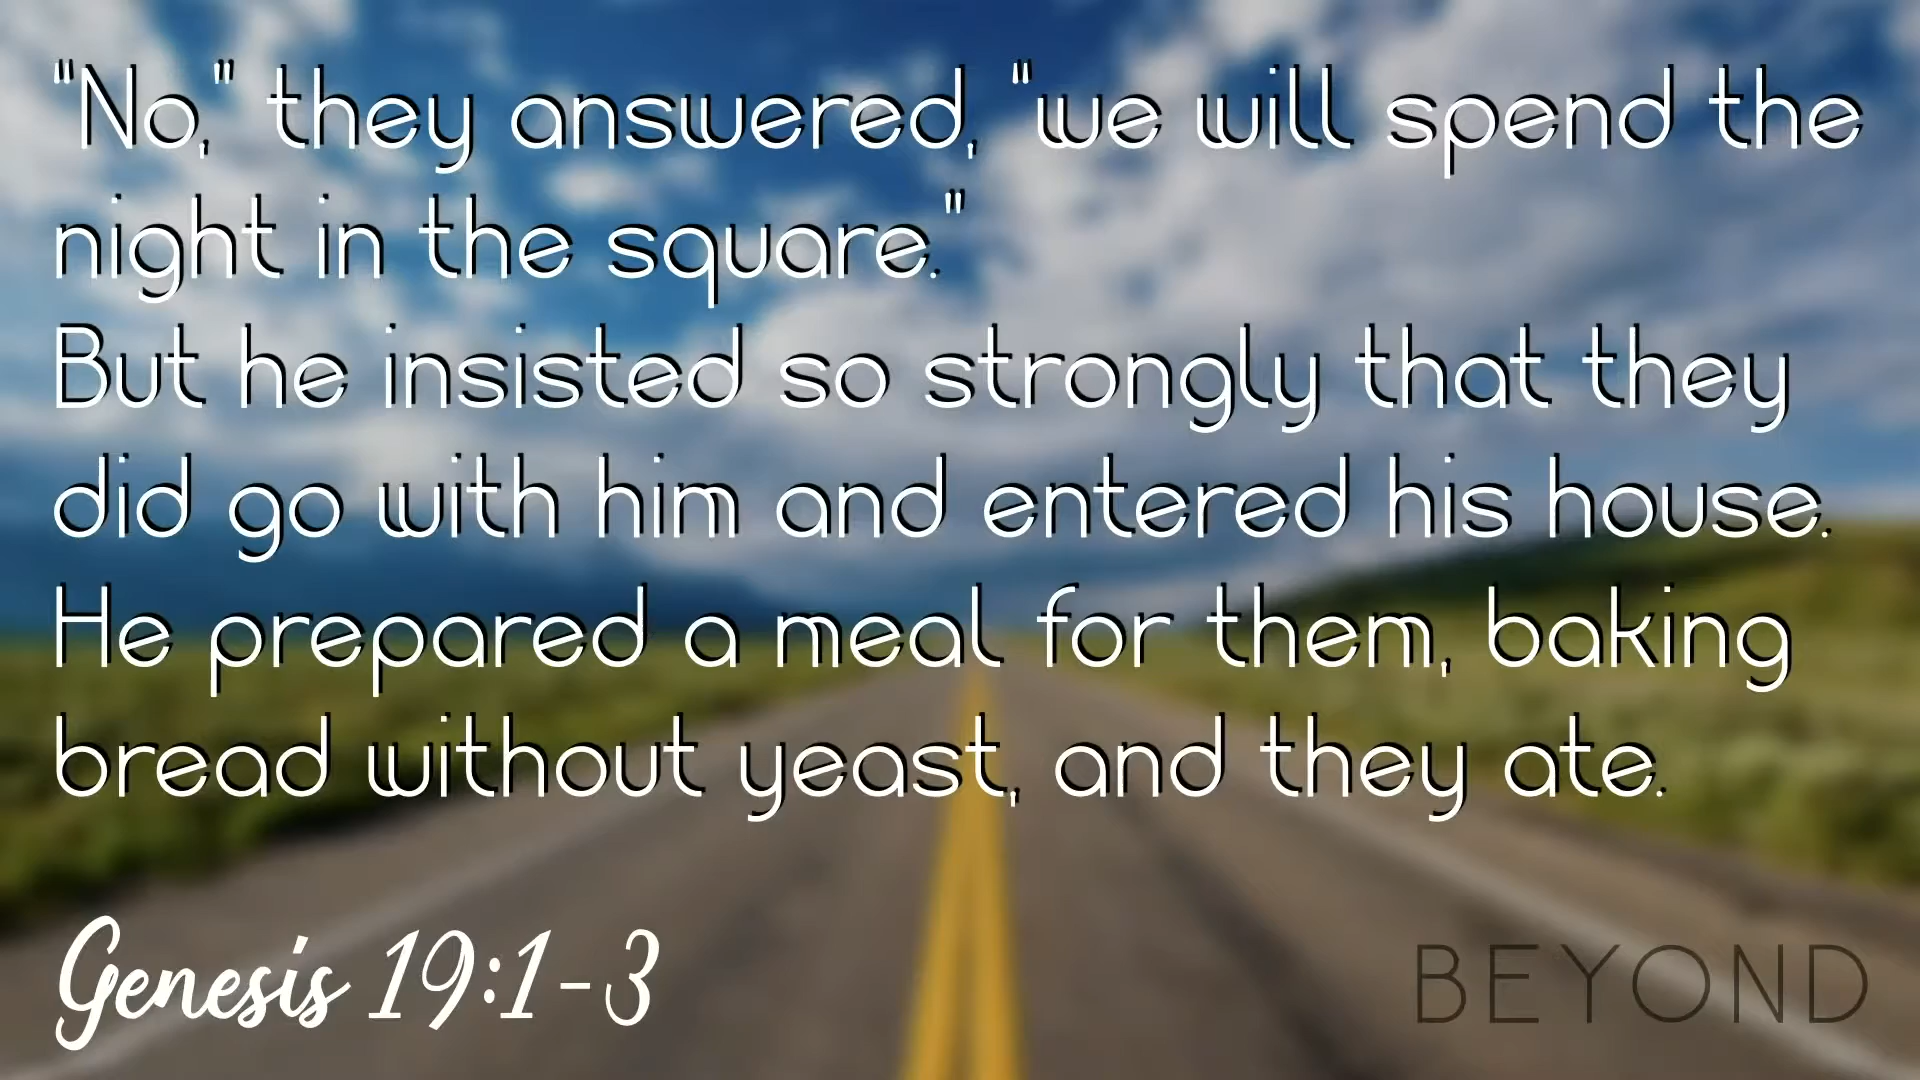 "No," they answered, "we will spend the
night in the square."
But he insisted so strongly that they
did go with him and entered his house.
He prepared a meal for them, baking
bread without yeast, and they ate.
Genesis 19:1-3
BEYOND